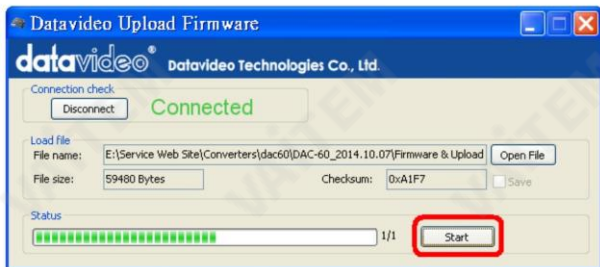 Datavideo Upload Firmware
datavideo® Datavideo Technologies Co., Ltd.
Connection check
Disconnect Connected
Load file
File name: E:\Service Web Site\Converters\dac60\DAC-60_2014.10.07\Firmware & Upload Open File
File size: 59480 Bytes Checksum: 0xA1F7 Save
Status
1/1 Start
VAITEM